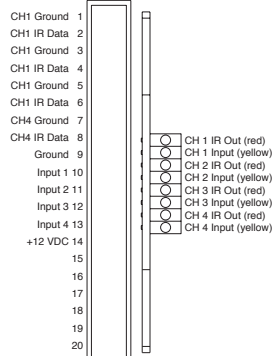 CH1 Ground 1
CH1 IR Data 2
CH1 Ground 3
CH1 IR Data 4
CH1 Ground 5
CH1 IR Data 6
CH4 Ground 7
CH4 IR Data 8
Ground 9
Input 1 10
Input 2 11
Input 3 12
Input 4 13
+12 VDC 14
15
16
17
18
19
20
CH 1 IR Out (red)
CH 1 Input (yellow)
CH 2 IR Out (red)
CH 2 Input (yellow)
CH 3 IR Out (red)
CH 3 Input (yellow)
CH 4 IR Out (red)
CH 4 Input (yellow)